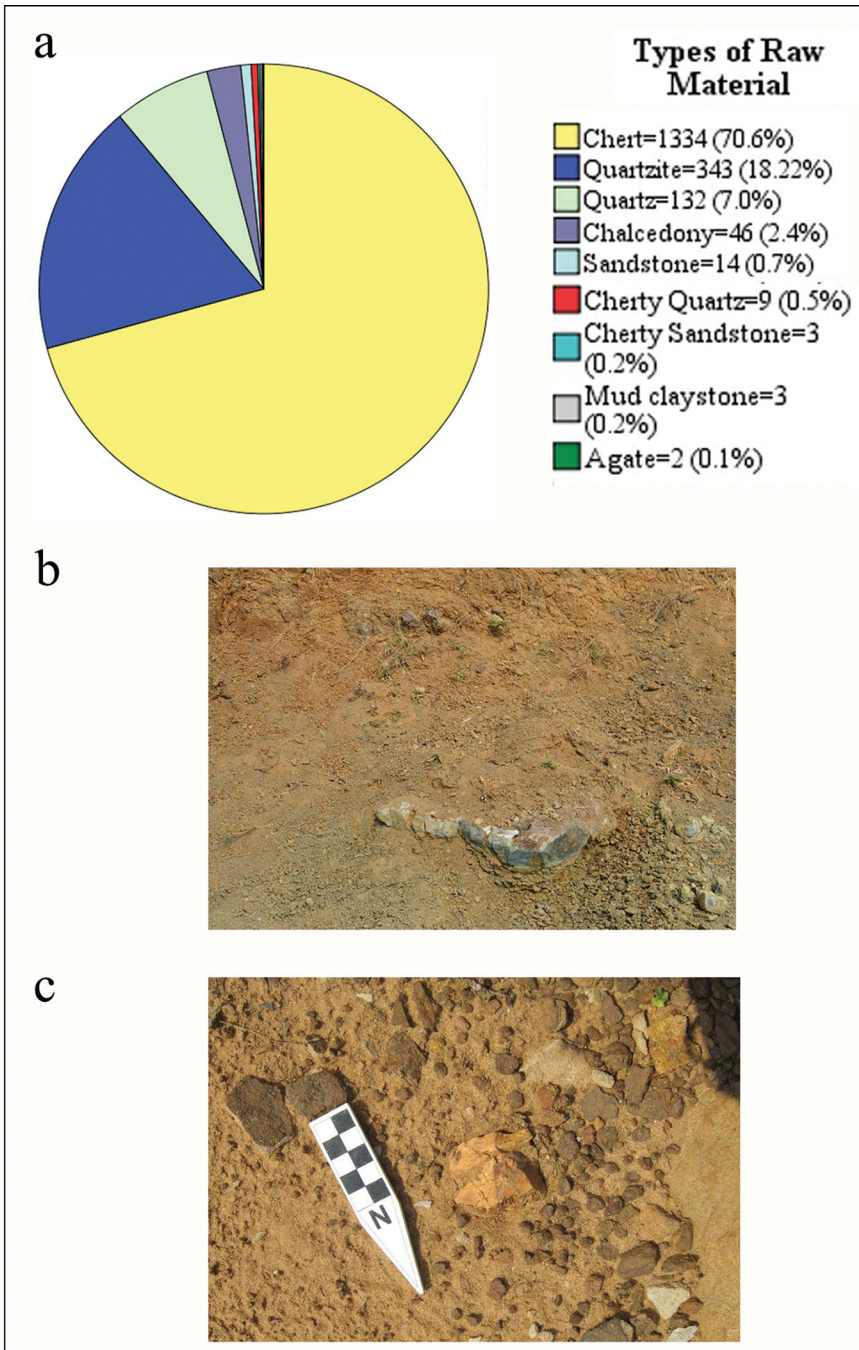 a
Types of Raw
Material
Chert=1334 (70.6%)
Quartzite=343 (18.22%)
Quartz=132 (7.0%)
Chalcedony=46 (2.4%)
Sandstone=14 (0.7%)
Cherty Quartz=9 (0.5%)
Cherty Sandstone=3
(0.2%)
Mud claystone=3
(0.2%)
Agate=2 (0.1%)
b
c
N